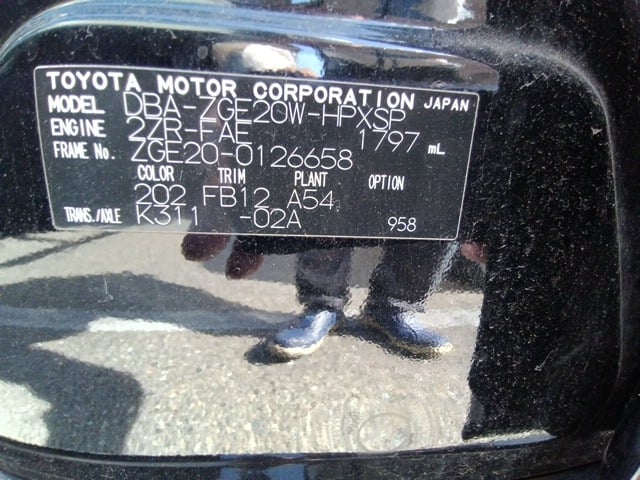 TOYOTA MOTOR CORPORATION JAPAN
MODEL DBA-ZGE20W-HPXSP
ENGINE 2ZR-FAE 1797 mL
FRAME No. ZGE20-0126658
COLOR TRIM PLANT OPTION
202 FB12 A54
TRANS./AXLE K311 -02A 958